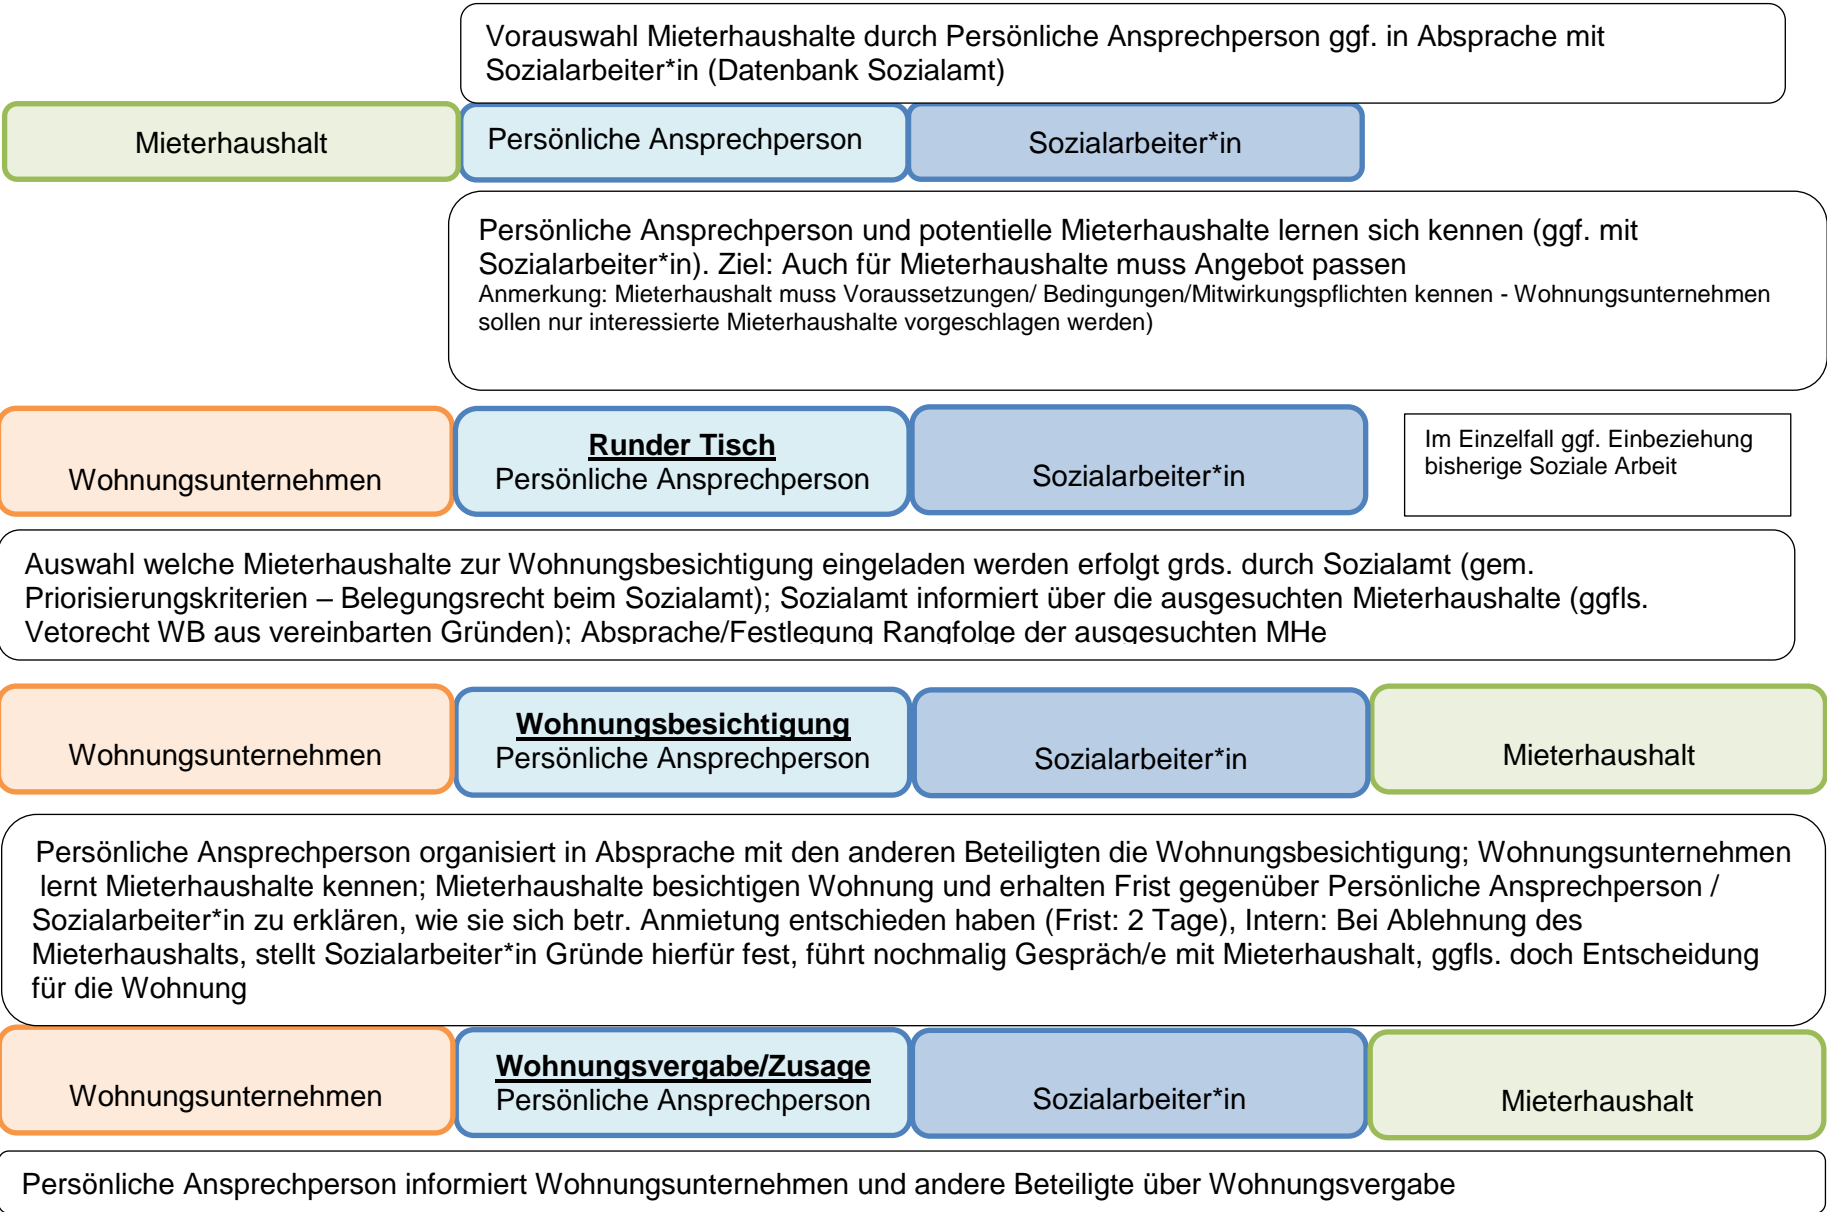 Vorauswahl Mieterhaushalte durch Persönliche Ansprechperson ggf. in Absprache mit
Sozialarbeiter*in (Datenbank Sozialamt)
Mieterhaushalt
Persönliche Ansprechperson
Sozialarbeiter*in
Persönliche Ansprechperson und potentielle Mieterhaushalte lernen sich kennen (ggf. mit
Sozialarbeiter*in). Ziel: Auch für Mieterhaushalte muss Angebot passen
Anmerkung: Mieterhaushalt muss Voraussetzungen/ Bedingungen/Mitwirkungspflichten kennen - Wohnungsunternehmen
sollen nur interessierte Mieterhaushalte vorgeschlagen werden)
Wohnungsunternehmen
Runder Tisch
Persönliche Ansprechperson
Sozialarbeiter*in
Im Einzelfall ggf. Einbeziehung
bisherige Soziale Arbeit
Auswahl welche Mieterhaushalte zur Wohnungsbesichtigung eingeladen werden erfolgt grds. durch Sozialamt (gem.
Priorisierungskriterien – Belegungsrecht beim Sozialamt); Sozialamt informiert über die ausgesuchten Mieterhaushalte (ggfls.
Vetorecht WB aus vereinbarten Gründen); Absprache/Festlegung Rangfolge der ausgesuchten MHe
Wohnungsunternehmen
Wohnungsbesichtigung
Persönliche Ansprechperson
Sozialarbeiter*in
Mieterhaushalt
Persönliche Ansprechperson organisiert in Absprache mit den anderen Beteiligten die Wohnungsbesichtigung; Wohnungsunternehmen
lernt Mieterhaushalte kennen; Mieterhaushalte besichtigen Wohnung und erhalten Frist gegenüber Persönliche Ansprechperson /
Sozialarbeiter*in zu erklären, wie sie sich betr. Anmietung entschieden haben (Frist: 2 Tage), Intern: Bei Ablehnung des
Mieterhaushalts, stellt Sozialarbeiter*in Gründe hierfür fest, führt nochmalig Gespräch/e mit Mieterhaushalt, ggfls. doch Entscheidung
für die Wohnung
Wohnungsunternehmen
Wohnungsvergabe/Zusage
Persönliche Ansprechperson
Sozialarbeiter*in
Mieterhaushalt
Persönliche Ansprechperson informiert Wohnungsunternehmen und andere Beteiligte über Wohnungsvergabe